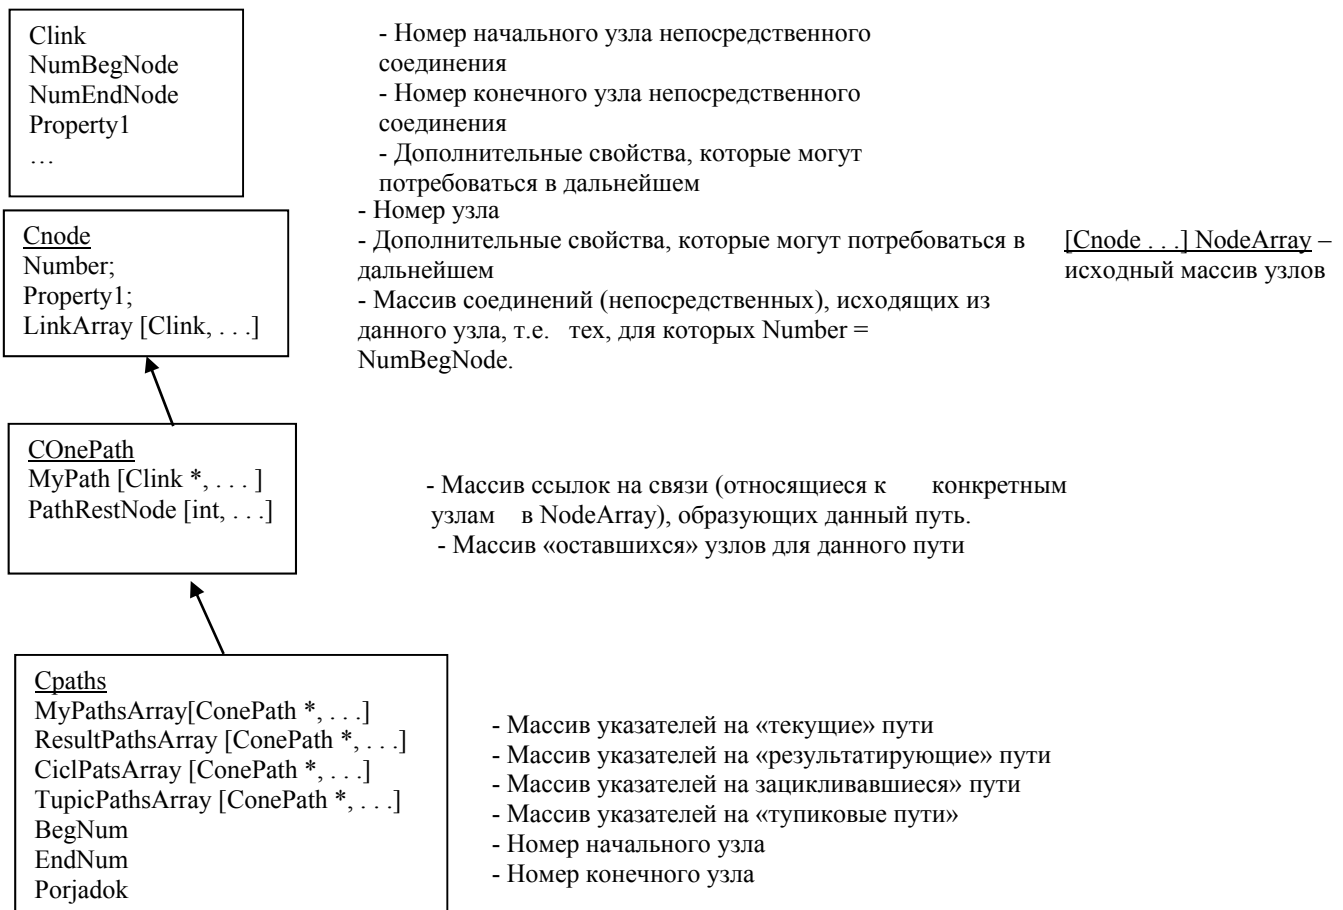 Clink
NumBegNode
NumEndNode
Property1
…
- Номер начального узла непосредственного
соединения
- Номер конечного узла непосредственного
соединения
- Дополнительные свойства, которые могут
потребоваться в дальнейшем
Cnode
Number;
Property1;
LinkArray [Clink, . . .]
- Номер узла
- Дополнительные свойства, которые могут потребоваться в
дальнейшем
- Массив соединений (непосредственных), исходящих из
данного узла, т.е. тех, для которых Number =
NumBegNode.
[Cnode . . .] NodeArray –
исходный массив узлов
COnePath
MyPath [Clink *, . . . ]
PathRestNode [int, . . .]
- Массив ссылок на связи (относящиеся к конкретным
узлам в NodeArray), образующих данный путь.
- Массив «оставшихся» узлов для данного пути
Cpaths
MyPathsArray[ConePath *, . . .]
ResultPathsArray [ConePath *, . . .]
CiclPatsArray [ConePath *, . . .]
TupicPathsArray [ConePath *, . . .]
BegNum
EndNum
Porjadok
- Массив указателей на «текущие» пути
- Массив указателей на «результатирующие» пути
- Массив указателей на зацикливавшиеся» пути
- Массив указателей на «тупиковые пути»
- Номер начального узла
- Номер конечного узла